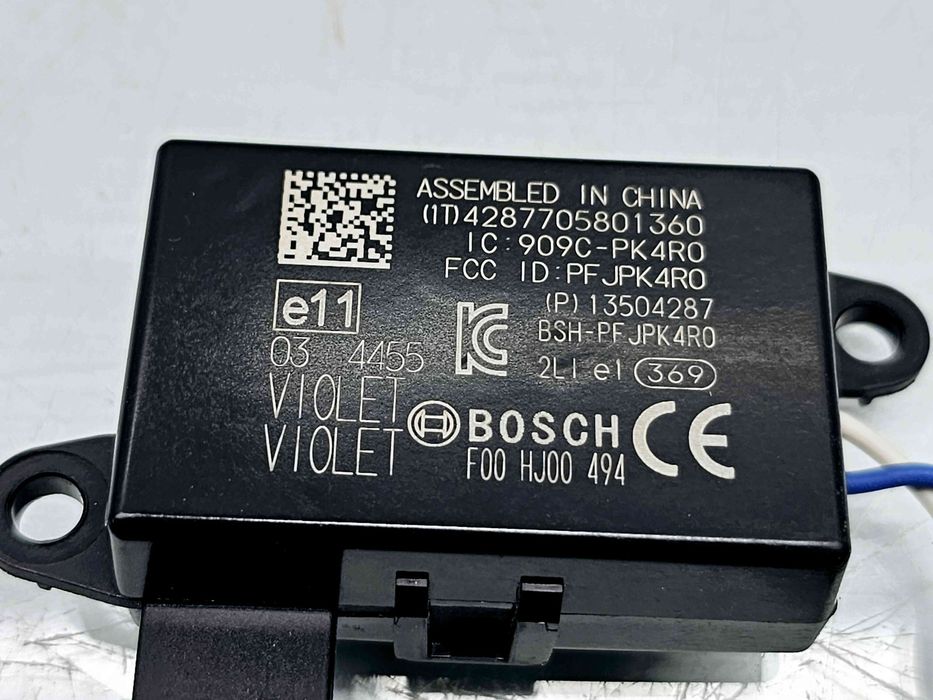 ASSEMBLED IN CHINA
(1T)4287705801360
IC:909C-PK4R0
FCC ID:PFJPK4R0
(P)13504287
BSH-PFJPK4R0
2LI e1 369
e11
03 4455
VIOLET
VIOLET
BOSCH
F00 HJ00 494
CE